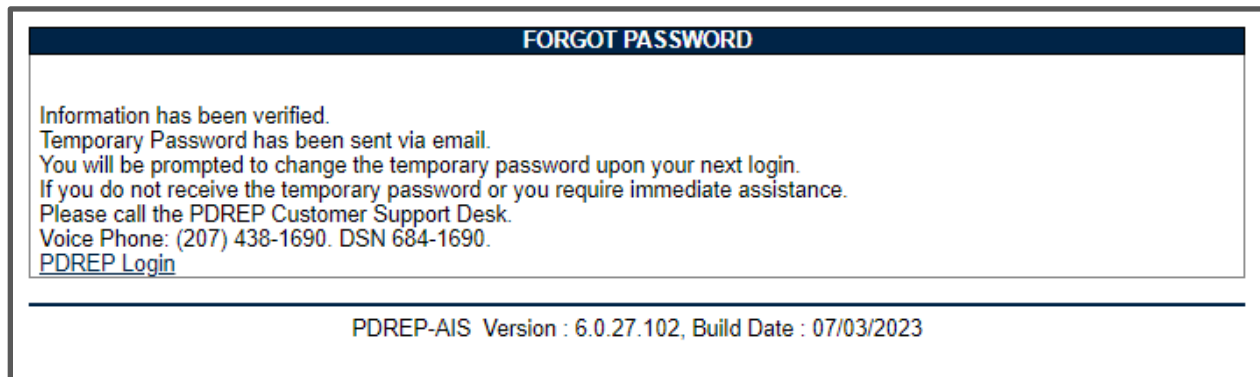 FORGOT PASSWORD
Information has been verified.
Temporary Password has been sent via email.
You will be prompted to change the temporary password upon your next login.
If you do not receive the temporary password or you require immediate assistance.
Please call the PDREP Customer Support Desk.
Voice Phone: (207) 438-1690. DSN 684-1690.
PDREP Login
PDREP-AIS Version : 6.0.27.102, Build Date : 07/03/2023